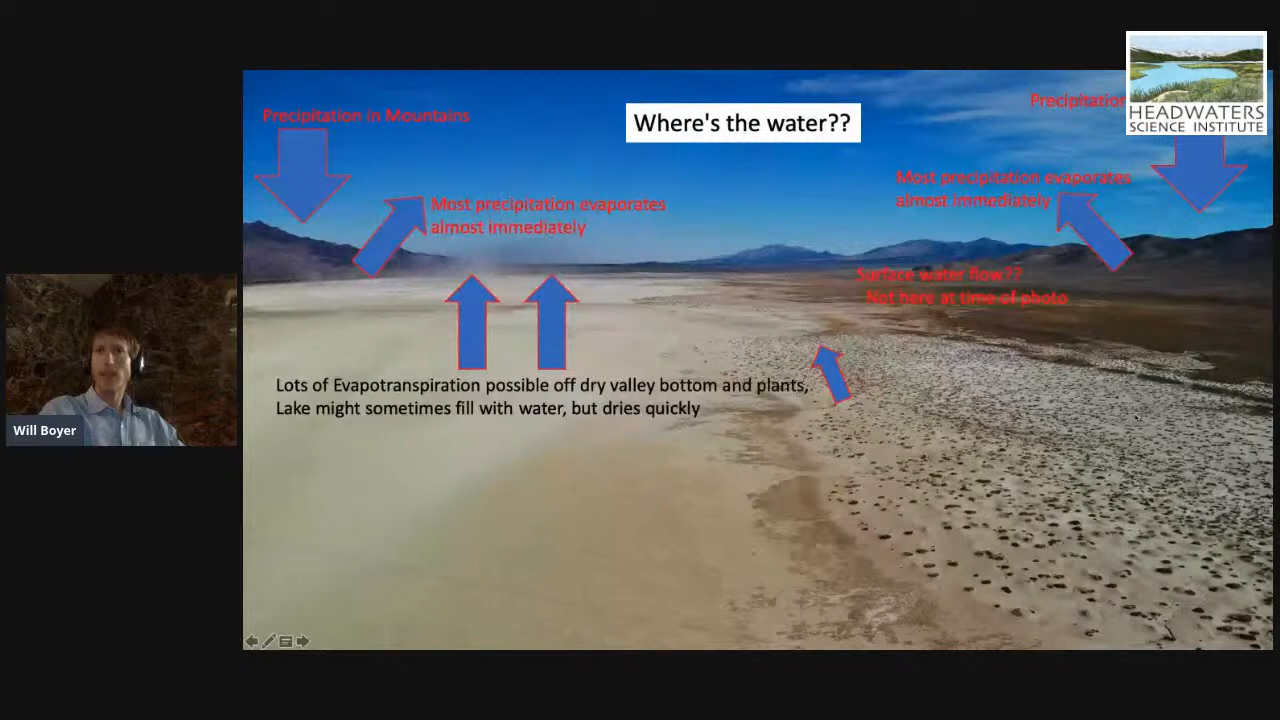 Where's the water??
Precipitation in Mountains
Precipitation
HEADWATERS
SCIENCE INSTITUTE
Most precipitation evaporates
almost immediately
Most precipitation evaporates
almost immediately
Surface water flow??
Not here at time of photo
Lots of Evapotranspiration possible off dry valley bottom and plants,
Lake might sometimes fill with water, but dries quickly
Will Boyer